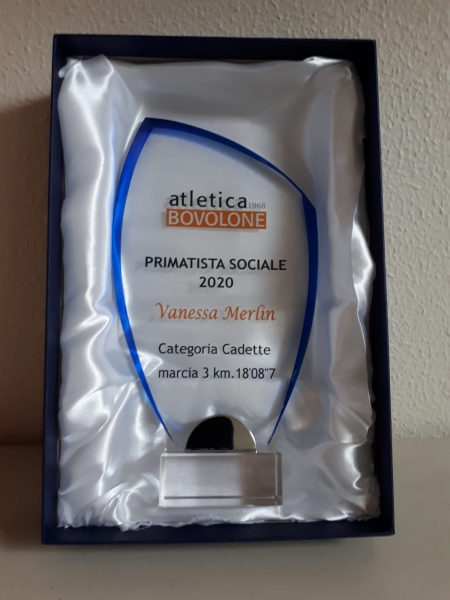 atletica 1968
BOVOLONE
PRIMATISTA SOCIALE
2020
Vanessa Merlin
Categoria Cadette
marcia 3 km.18'08"7